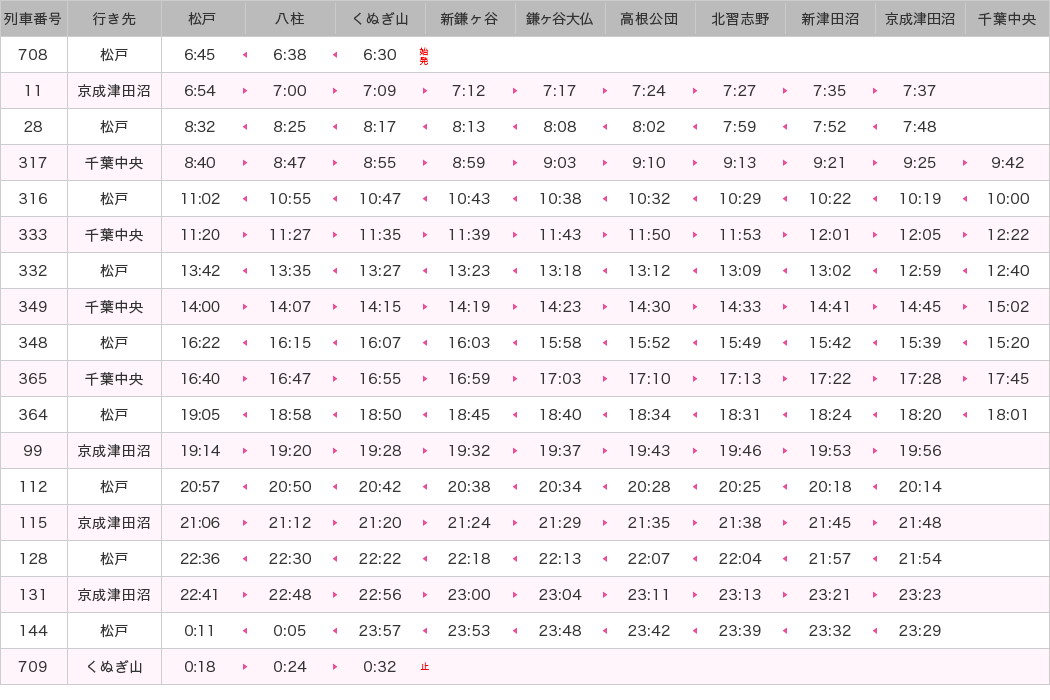 列車番号 行き先 松戸 八柱 くぬぎ山 新鎌ヶ谷 鎌ヶ谷大仏 高根公団 北習志野 新津田沼 京成津田沼 千葉中央
708 松戸 6:45 ◂ 6:38 ◂ 6:30 始発
11 京成津田沼 6:54 ▸ 7:00 ▸ 7:09 ▸ 7:12 ▸ 7:17 ▸ 7:24 ▸ 7:27 ▸ 7:35 ▸ 7:37
28 松戸 8:32 ◂ 8:25 ◂ 8:17 ◂ 8:13 ◂ 8:08 ◂ 8:02 ◂ 7:59 ◂ 7:52 ◂ 7:48
317 千葉中央 8:40 ▸ 8:47 ▸ 8:55 ▸ 8:59 ▸ 9:03 ▸ 9:10 ▸ 9:13 ▸ 9:21 ▸ 9:25 ▸ 9:42
316 松戸 11:02 ◂ 10:55 ◂ 10:47 ◂ 10:43 ◂ 10:38 ◂ 10:32 ◂ 10:29 ◂ 10:22 ◂ 10:19 ◂ 10:00
333 千葉中央 11:20 ▸ 11:27 ▸ 11:35 ▸ 11:39 ▸ 11:43 ▸ 11:50 ▸ 11:53 ▸ 12:01 ▸ 12:05 ▸ 12:22
332 松戸 13:42 ◂ 13:35 ◂ 13:27 ◂ 13:23 ◂ 13:18 ◂ 13:12 ◂ 13:09 ◂ 13:02 ◂ 12:59 ◂ 12:40
349 千葉中央 14:00 ▸ 14:07 ▸ 14:15 ▸ 14:19 ▸ 14:23 ▸ 14:30 ▸ 14:33 ▸ 14:41 ▸ 14:45 ▸ 15:02
348 松戸 16:22 ◂ 16:15 ◂ 16:07 ◂ 16:03 ◂ 15:58 ◂ 15:52 ◂ 15:49 ◂ 15:42 ◂ 15:39 ◂ 15:20
365 千葉中央 16:40 ▸ 16:47 ▸ 16:55 ▸ 16:59 ▸ 17:03 ▸ 17:10 ▸ 17:13 ▸ 17:22 ▸ 17:28 ▸ 17:45
364 松戸 19:05 ◂ 18:58 ◂ 18:50 ◂ 18:45 ◂ 18:40 ◂ 18:34 ◂ 18:31 ◂ 18:24 ◂ 18:20 ◂ 18:01
99 京成津田沼 19:14 ▸ 19:20 ▸ 19:28 ▸ 19:32 ▸ 19:37 ▸ 19:43 ▸ 19:46 ▸ 19:53 ▸ 19:56
112 松戸 20:57 ◂ 20:50 ◂ 20:42 ◂ 20:38 ◂ 20:34 ◂ 20:28 ◂ 20:25 ◂ 20:18 ◂ 20:14
115 京成津田沼 21:06 ▸ 21:12 ▸ 21:20 ▸ 21:24 ▸ 21:29 ▸ 21:35 ▸ 21:38 ▸ 21:45 ▸ 21:48
128 松戸 22:36 ◂ 22:30 ◂ 22:22 ◂ 22:18 ◂ 22:13 ◂ 22:07 ◂ 22:04 ◂ 21:57 ◂ 21:54
131 京成津田沼 22:41 ▸ 22:48 ▸ 22:56 ▸ 23:00 ▸ 23:04 ▸ 23:11 ▸ 23:13 ▸ 23:21 ▸ 23:23
144 松戸 0:11 ◂ 0:05 ◂ 23:57 ◂ 23:53 ◂ 23:48 ◂ 23:42 ◂ 23:39 ◂ 23:32 ◂ 23:29
709 くぬぎ山 0:18 ▸ 0:24 ▸ 0:32 止